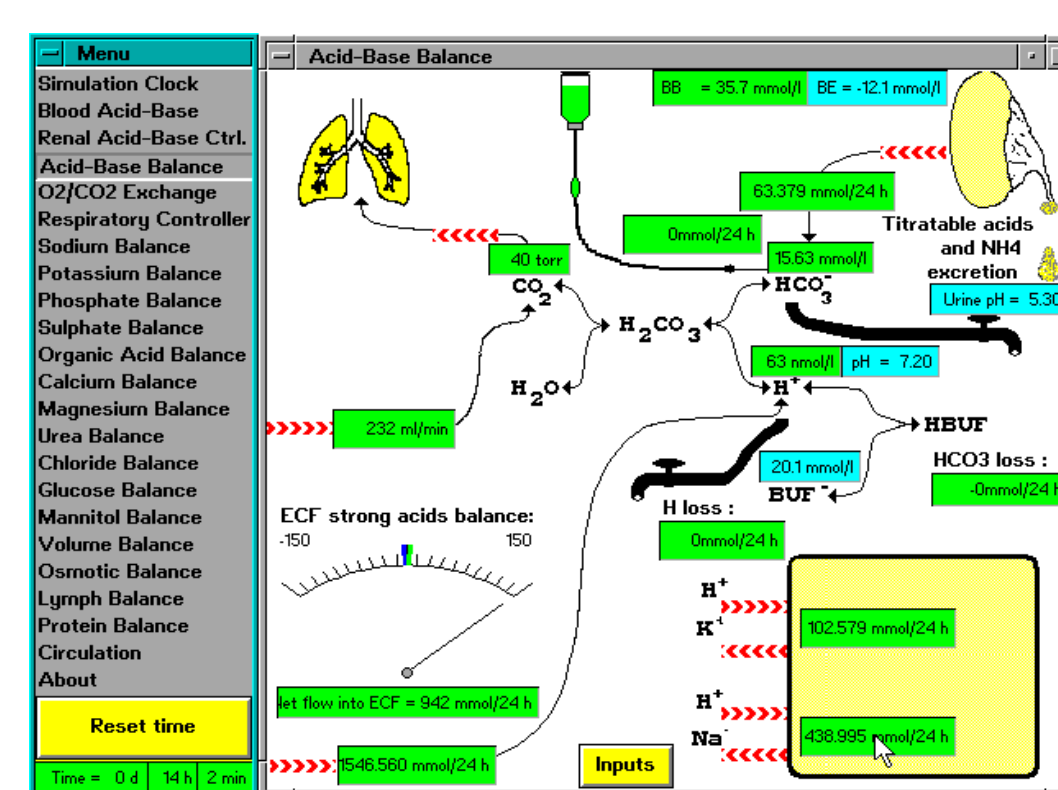 Menu
Simulation Clock
Blood Acid-Base
Renal Acid-Base Ctrl.
Acid-Base Balance
O2/CO2 Exchange
Respiratory Controller
Sodium Balance
Potassium Balance
Phosphate Balance
Sulphate Balance
Organic Acid Balance
Calcium Balance
Magnesium Balance
Urea Balance
Chloride Balance
Glucose Balance
Mannitol Balance
Volume Balance
Osmotic Balance
Lymph Balance
Protein Balance
Circulation
About
Reset time
Time = 0 d 14 h 2 min
Acid-Base Balance
BB = 35.7 mmol/l BE = -12.1 mmol/l
63.379 mmol/24 h
0mmol/24 h
Titratable acids
and NH4
excretion
40 torr
15.63 mmol/l
Urine pH = 5.30
CO2
HCO3-
H2CO3
63 nmol/l pH = 7.20
H2O
H+
232 ml/min
HBUF
20.1 mmol/l
BUF-
HCO3 loss :
-0mmol/24 h
H loss :
0mmol/24 h
ECF strong acids balance:
-150 150
let flow into ECF = 942 mmol/24 h
1546.560 mmol/24 h
H+
K+
102.579 mmol/24 h
H+
Na
438.995 mmol/24 h
Inputs